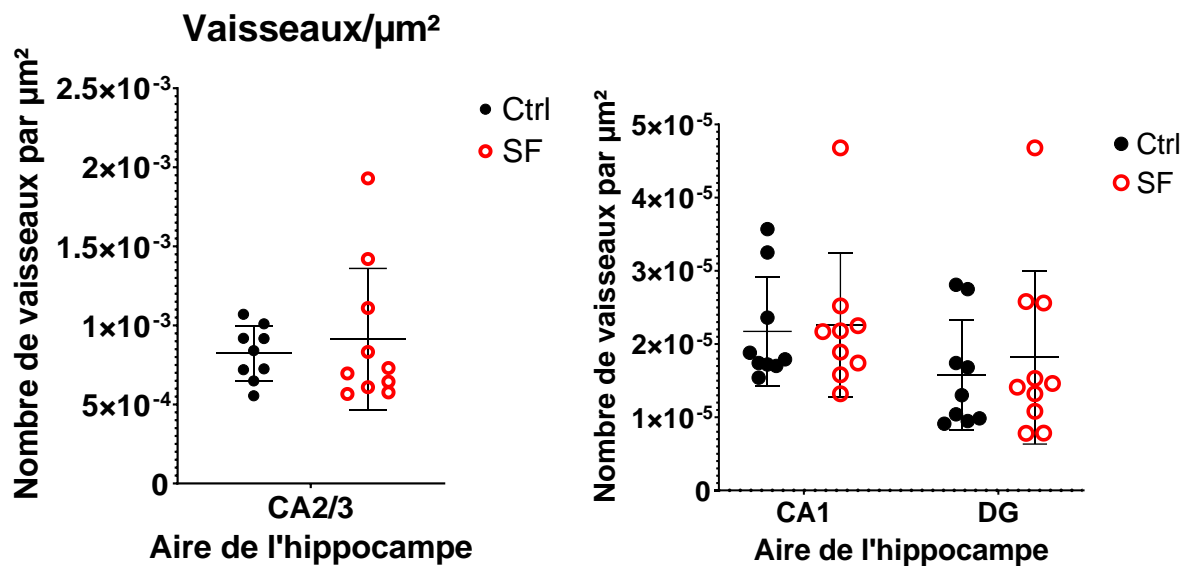 Vaisseaux/µm²
Nombre de vaisseaux par µm²
2.5×10⁻³
2×10⁻³
1.5×10⁻³
1×10⁻³
5×10⁻⁴
0
Ctrl
SF
CA2/3
Aire de l'hippocampe
Nombre de vaisseaux par µm²
5×10⁻⁵
4×10⁻⁵
3×10⁻⁵
2×10⁻⁵
1×10⁻⁵
0
Ctrl
SF
CA1 DG
Aire de l'hippocampe